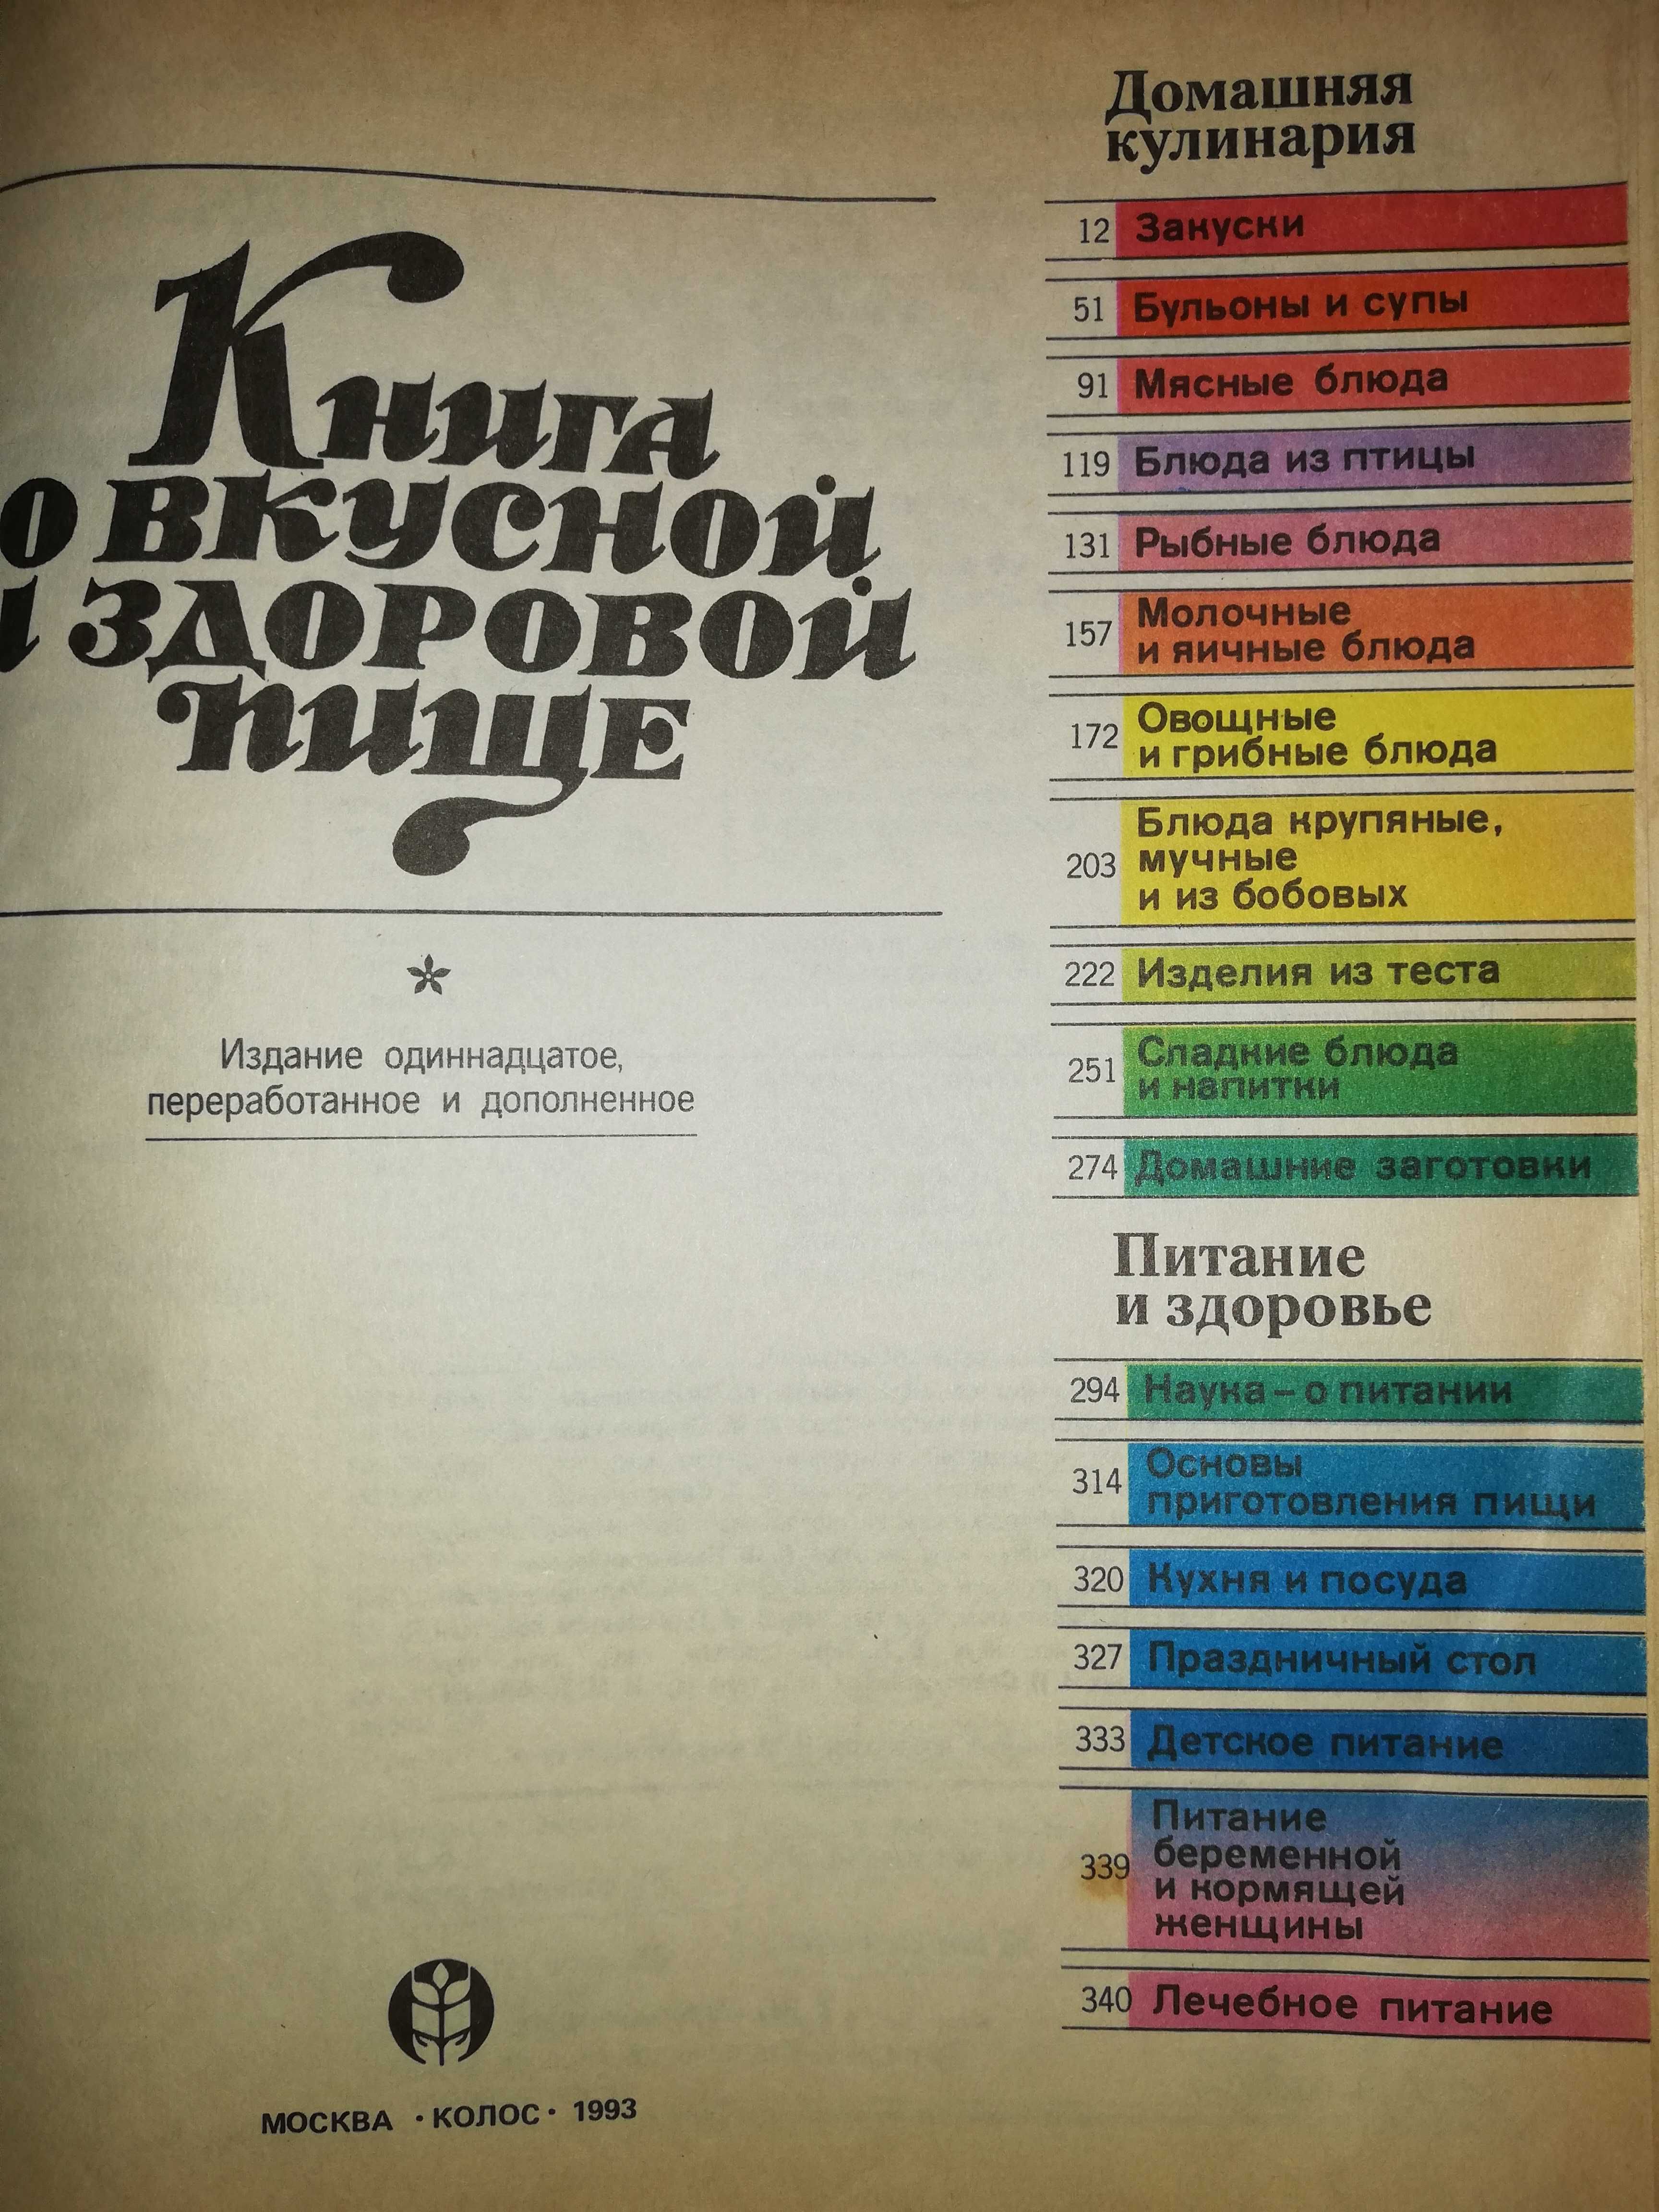 Книга
о вкусной
и здоровой
пище
Издание одиннадцатое,
переработанное и дополненное
МОСКВА · КОЛОС · 1993
Домашняя
кулинария
12 Закуски
51 Бульоны и супы
91 Мясные блюда
119 Блюда из птицы
131 Рыбные блюда
157 Молочные
и яичные блюда
172 Овощные
и грибные блюда
203 Блюда крупяные,
мучные
и из бобовых
222 Изделия из теста
251 Сладкие блюда
и напитки
274 Домашние заготовки
Питание
и здоровье
294 Наука – о питании
314 Основы
приготовления пищи
320 Кухня и посуда
327 Праздничный стол
333 Детское питание
339 Питание
беременной
и кормящей
женщины
340 Лечебное питание